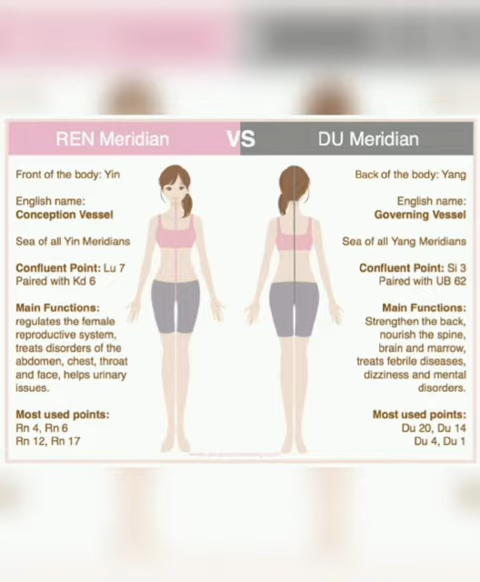 REN Meridian VS DU Meridian
Front of the body: Yin
English name:
Conception Vessel
Sea of all Yin Meridians
Confluent Point: Lu 7
Paired with Kd 6
Main Functions:
regulates the female
reproductive system,
treats disorders of the
abdomen, chest, throat
and face, helps urinary
issues.
Most used points:
Rn 4, Rn 6
Rn 12, Rn 17
Back of the body: Yang
English name:
Governing Vessel
Sea of all Yang Meridians
Confluent Point: Si 3
Paired with UB 62
Main Functions:
Strengthen the back,
nourish the spine,
brain and marrow,
treats febrile diseases,
dizziness and mental
disorders.
Most used points:
Du 20, Du 14
Du 4, Du 1